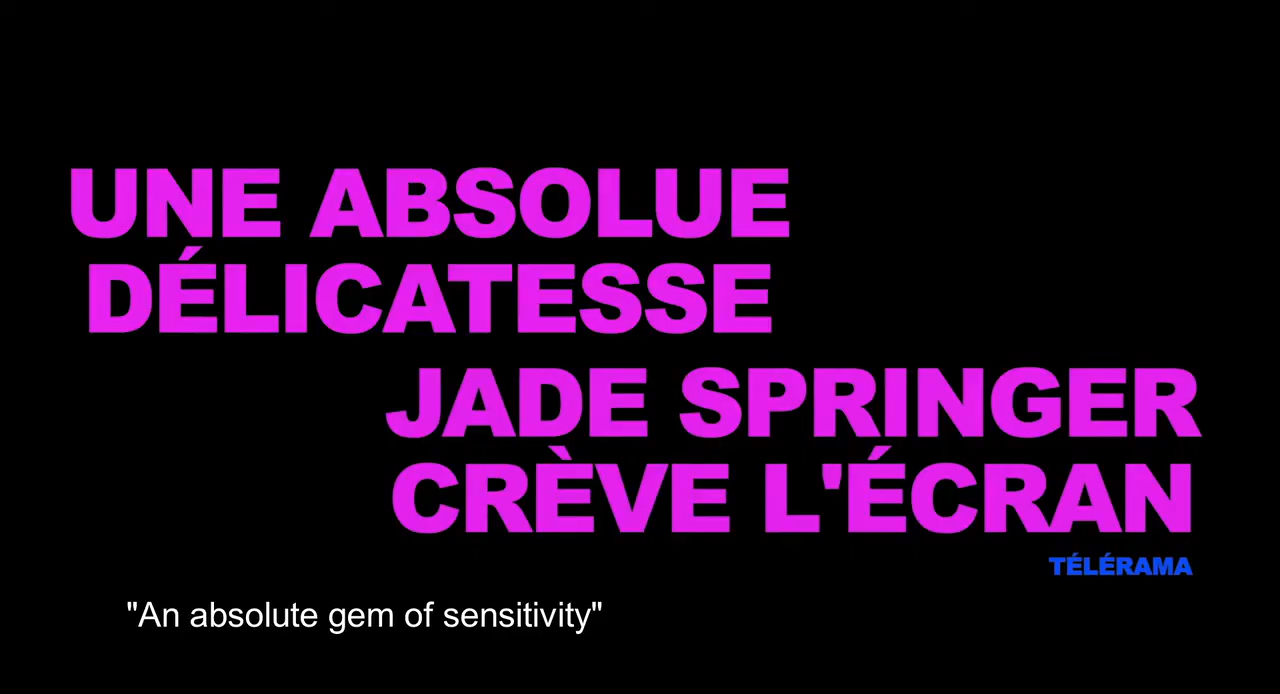 UNE ABSOLUE
DÉLICATESSE
JADE SPRINGER
CRÈVE L'ÉCRAN
TÉLÉRAMA
"An absolute gem of sensitivity"